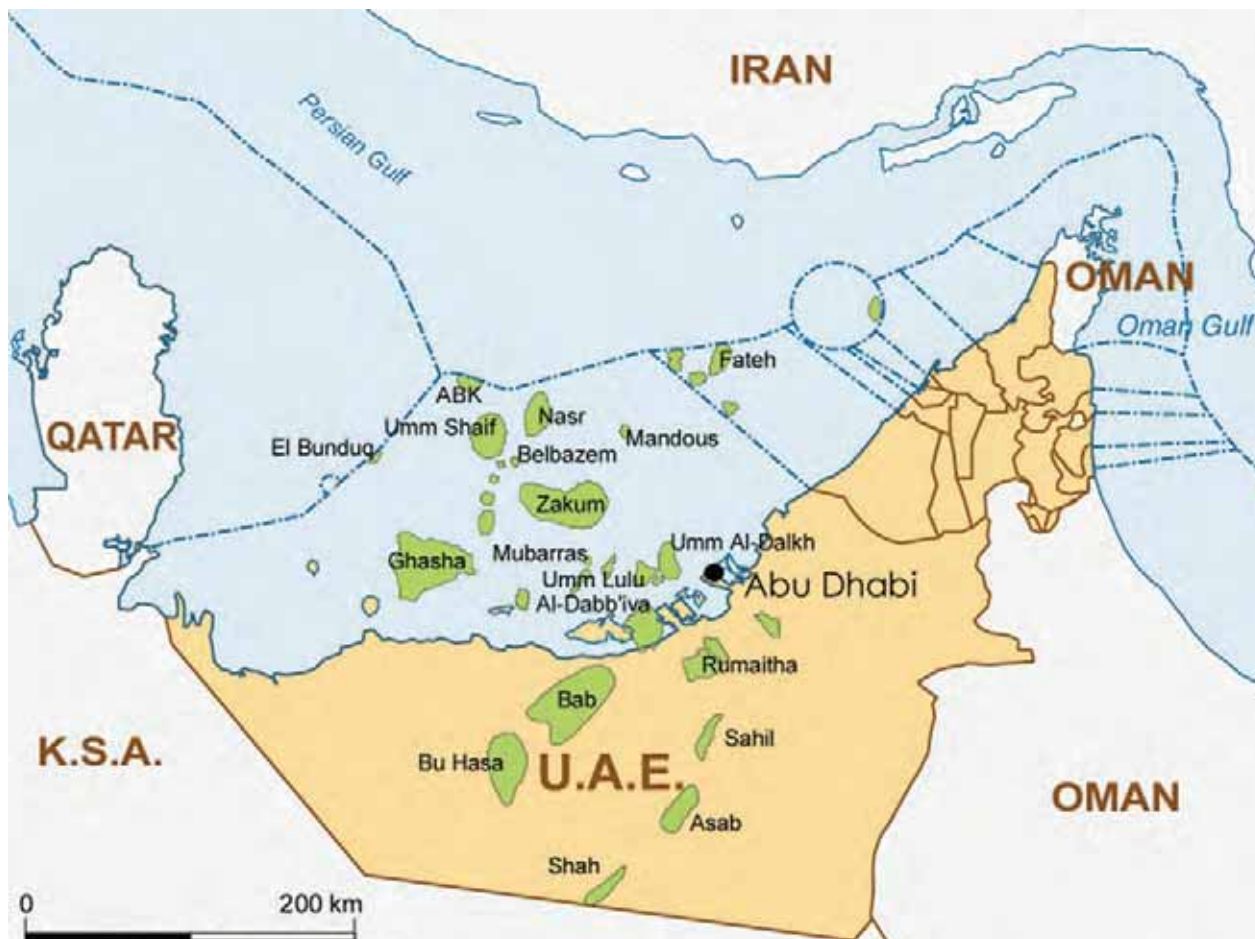 IRAN
Persian Gulf
OMAN
Oman Gulf
Fateh
ABK
Nasr
QATAR
Umm Shaif
Mandous
El Bunduq
Belbazem
Zakum
Umm Al-Dalkh
Mubarras
Ghasha
Umm Lulu
Abu Dhabi
Al-Dabb'iva
Rumaitha
Bab
Sahil
K.S.A.
Bu Hasa
U.A.E.
OMAN
Asab
Shah
0
200 km